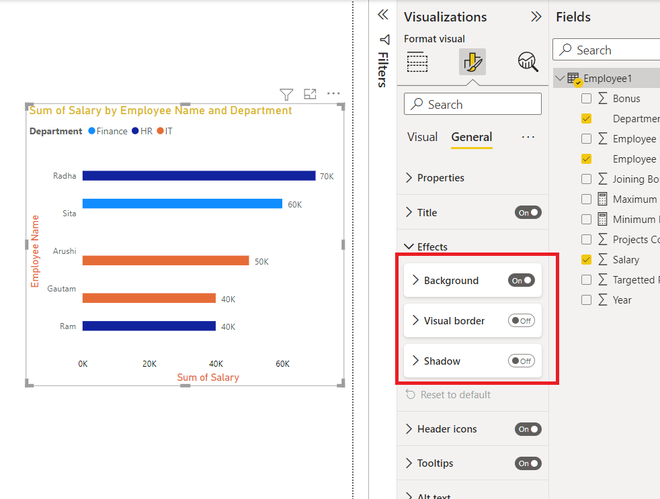 Sum of Salary by Employee Name and Department
Department Finance HR IT
Radha 70K
Sita 60K
Arushi 50K
Gautam 40K
Ram 40K
Employee Name
0K 20K 40K 60K
Sum of Salary
Filters
Visualizations
Format visual
Search
Visual General ...
Properties
Title On
Effects
Background On
Visual border Off
Shadow Off
Reset to default
Header icons On
Tooltips On
Alt text
Fields
Search
Employee1
Bonus
Departmen
Employee
Employee
Joining Bo
Maximum
Minimum
Projects Co
Salary
Targetted
Year